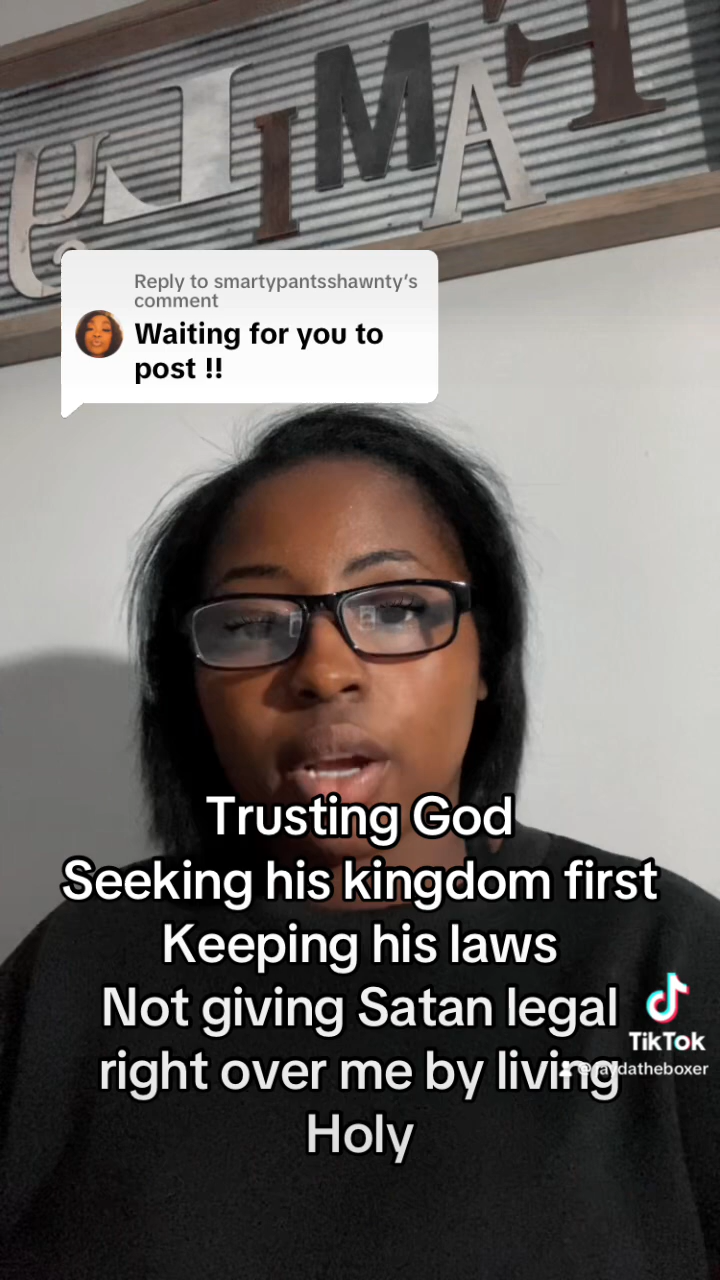 FAMILy
Reply to smartypantsshawnty's
comment
Waiting for you to
post !!
Trusting God
Seeking his kingdom first
Keeping his laws
Not giving Satan legal
right over me by living
Holy
TikTok